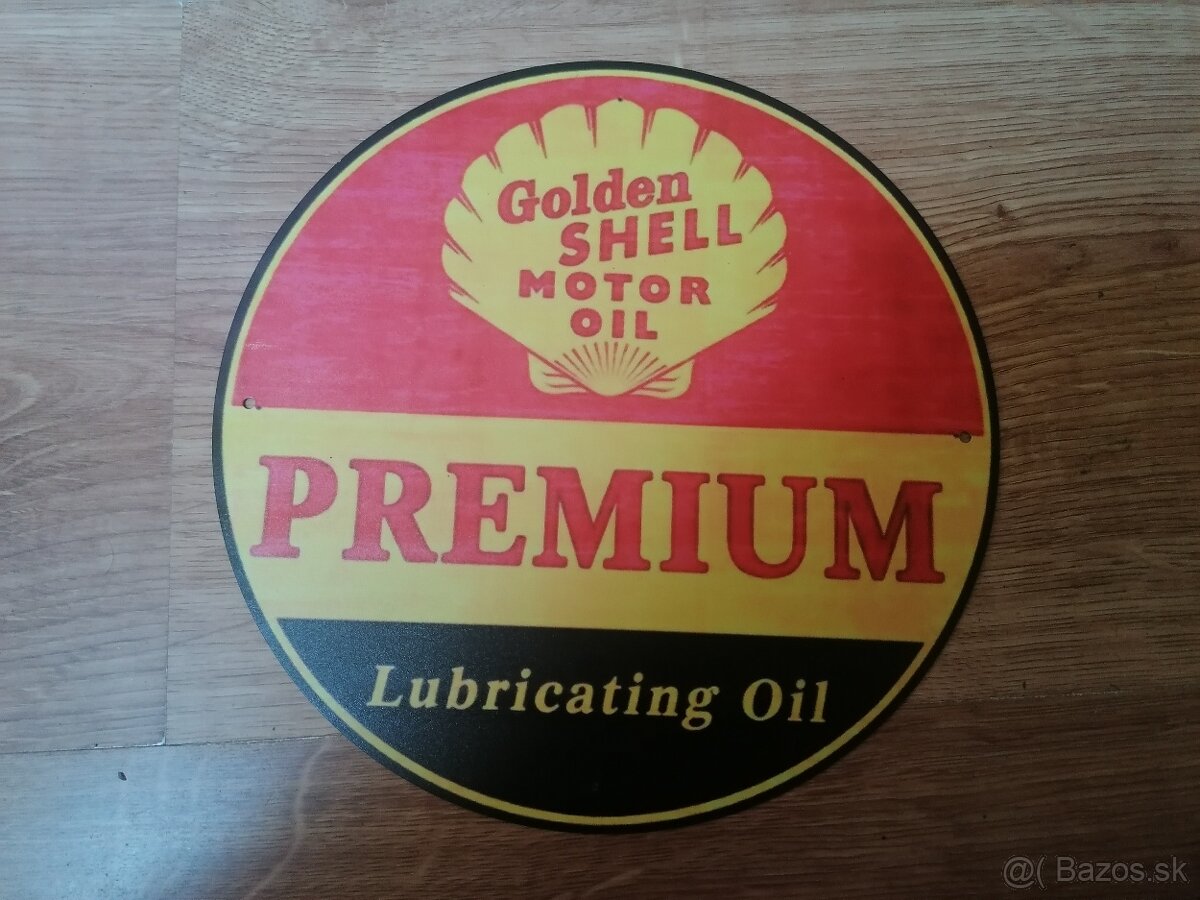 Golden
SHELL
MOTOR
OIL
PREMIUM
Lubricating Oil
@( Bazos.sk